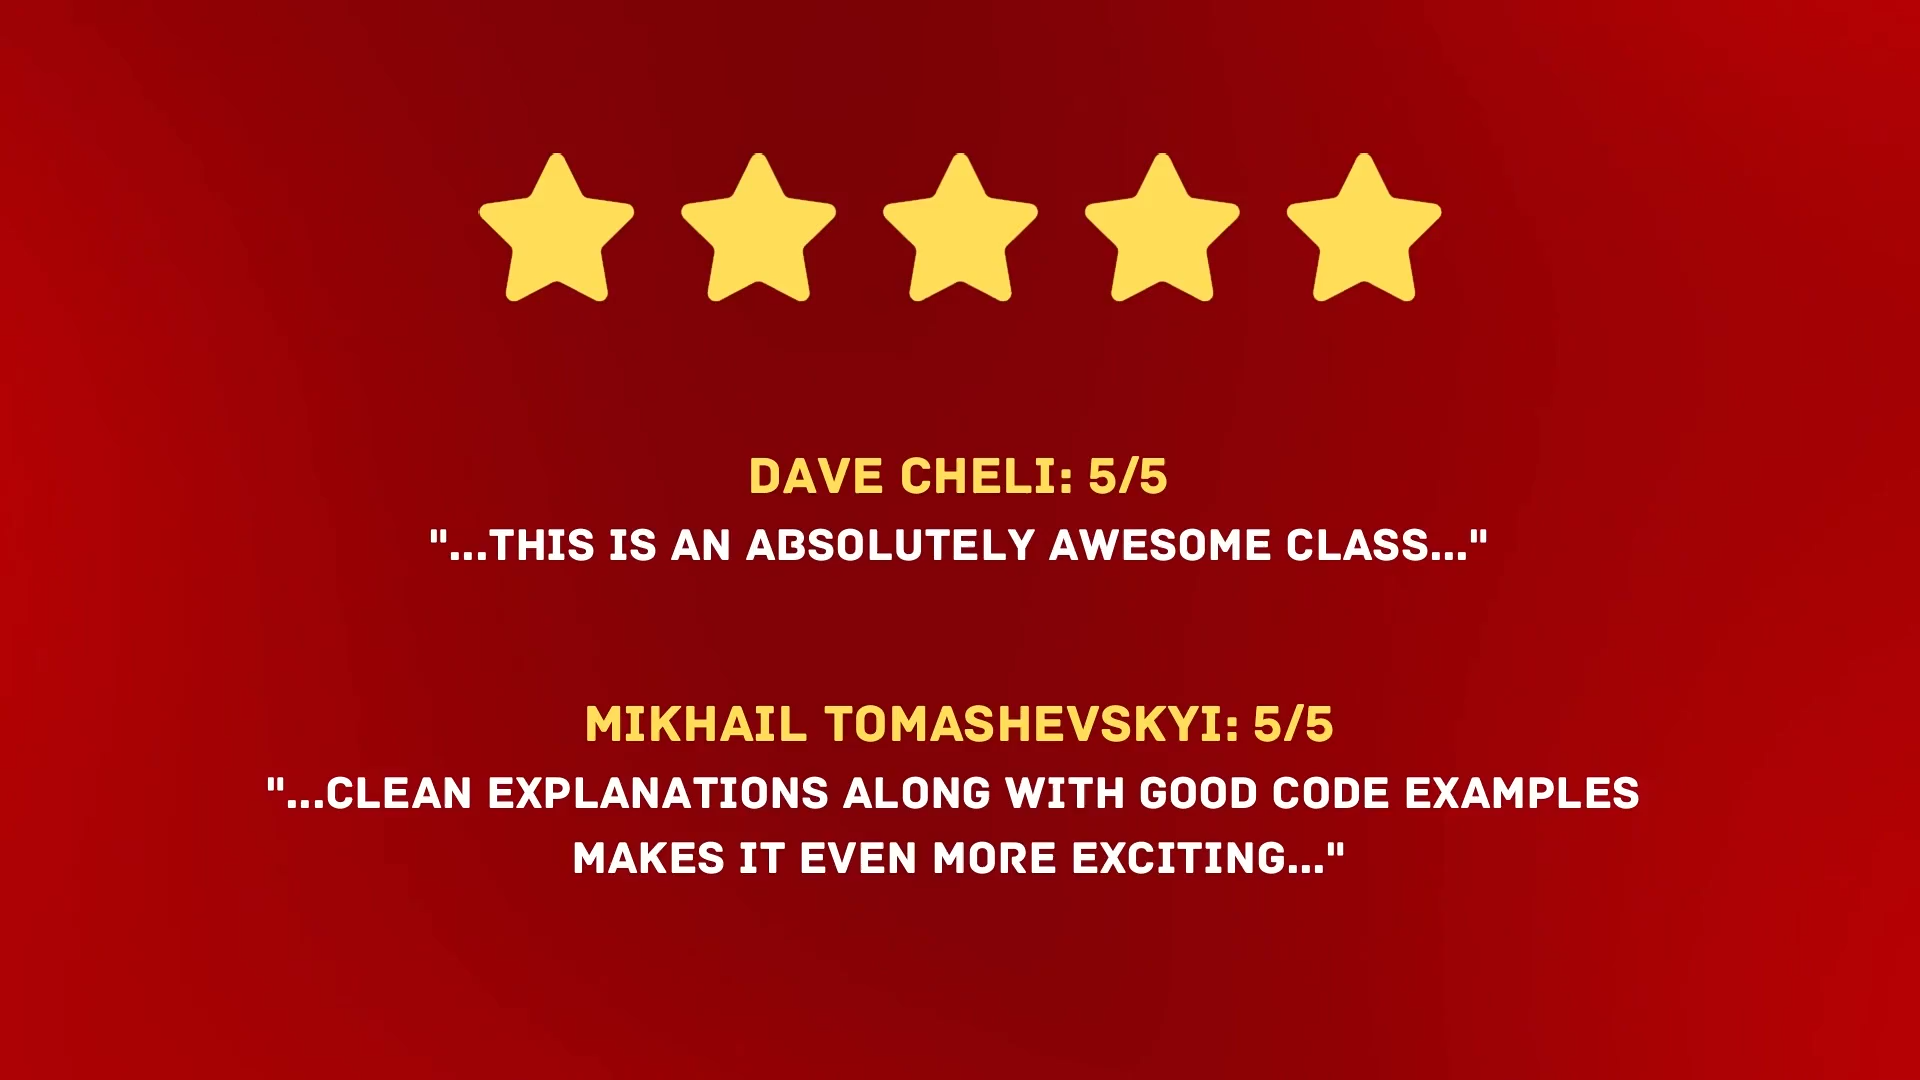 DAVE CHELI: 5/5
"...THIS IS AN ABSOLUTELY AWESOME CLASS..."
MIKHAIL TOMASHEVSKYI: 5/5
"...CLEAN EXPLANATIONS ALONG WITH GOOD CODE EXAMPLES
MAKES IT EVEN MORE EXCITING..."